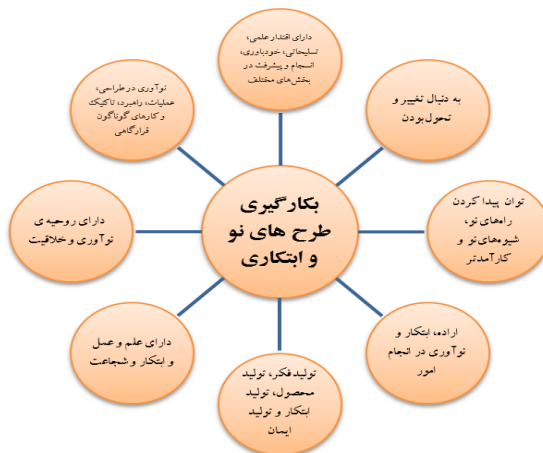 دارای اقتدار علمی،
تسلیحاتی، خودباوری،
انسجام و پیشرفت در
بخش‌های مختلف
به دنبال تغییر و
تحول‌بودن
توان پیدا کردن
راه‌های نو،
شیوه‌های نو و
کارآمدتر
اراده، ابتکار و
نوآوری در انجام
امور
تولید فکر، تولید
محصول، تولید
ابتکار و تولید
ایمان
دارای علم و عمل
و ابتکار و شجاعت
دارای روحیه ی
نوآوری و خلاقیت
نوآوری در طراحی،
عملیات، راهبرد، تاکتیک
و کارهای گوناگون
قرارگاهی
بکارگیری
طرح های نو
و ابتکاری